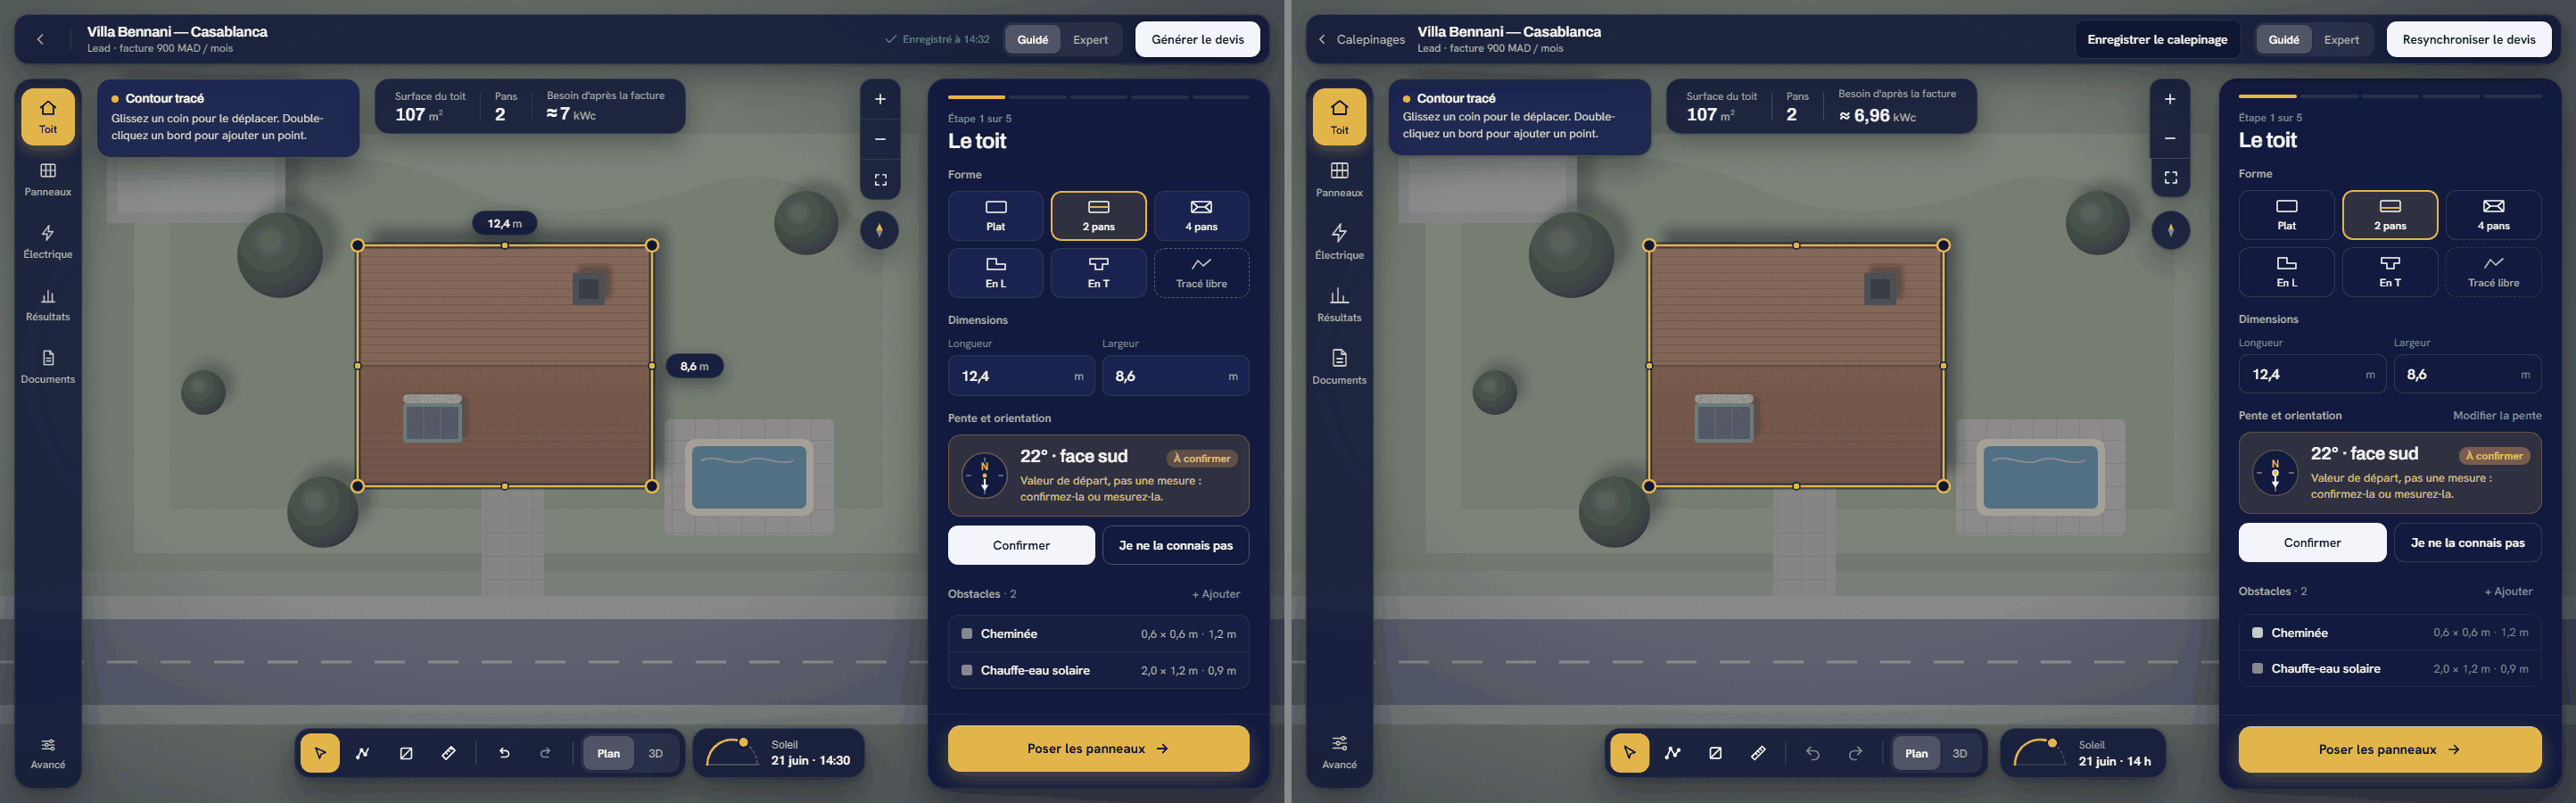 Villa Bennani — Casablanca
Lead · facture 900 MAD / mois
Enregistré à 14:32
Guidé
Expert
Générer le devis
Toit
Panneaux
Électrique
Résultats
Documents
Avancé
Contour tracé
Glissez un coin pour le déplacer. Double-
cliquez un bord pour ajouter un point.
Surface du toit
107 m²
Pans
2
Besoin d'après la facture
≈ 7 kWc
12,4 m
8,6 m
N
Plan
3D
Soleil
21 juin · 14:30
Étape 1 sur 5
Le toit
Forme
Plat
2 pans
4 pans
En L
En T
Tracé libre
Dimensions
Longueur
Largeur
12,4 m
8,6 m
Pente et orientation
22° · face sud
À confirmer
Valeur de départ, pas une mesure :
confirmez-la ou mesurez-la.
Confirmer
Je ne la connais pas
Obstacles · 2
+ Ajouter
Cheminée
0,6 × 0,6 m · 1,2 m
Chauffe-eau solaire
2,0 × 1,2 m · 0,9 m
Poser les panneaux →
Calepinages
Villa Bennani — Casablanca
Lead · facture 900 MAD / mois
Enregistrer le calepinage
Guidé
Expert
Resynchroniser le devis
Toit
Panneaux
Électrique
Résultats
Documents
Avancé
Contour tracé
Glissez un coin pour le déplacer. Double-
cliquez un bord pour ajouter un point.
Surface du toit
107 m²
Pans
2
Besoin d'après la facture
≈ 6,96 kWc
Plan
3D
Soleil
21 juin · 14 h
Étape 1 sur 5
Le toit
Forme
Plat
2 pans
4 pans
En L
En T
Tracé libre
Dimensions
Longueur
Largeur
12,4 m
8,6 m
Pente et orientation
Modifier la pente
N
22° · face sud
À confirmer
Valeur de départ, pas une mesure :
confirmez-la ou mesurez-la.
Confirmer
Je ne la connais pas
Obstacles · 2
+ Ajouter
Cheminée
0,6 × 0,6 m · 1,2 m
Chauffe-eau solaire
2,0 × 1,2 m · 0,9 m
Poser les panneaux →